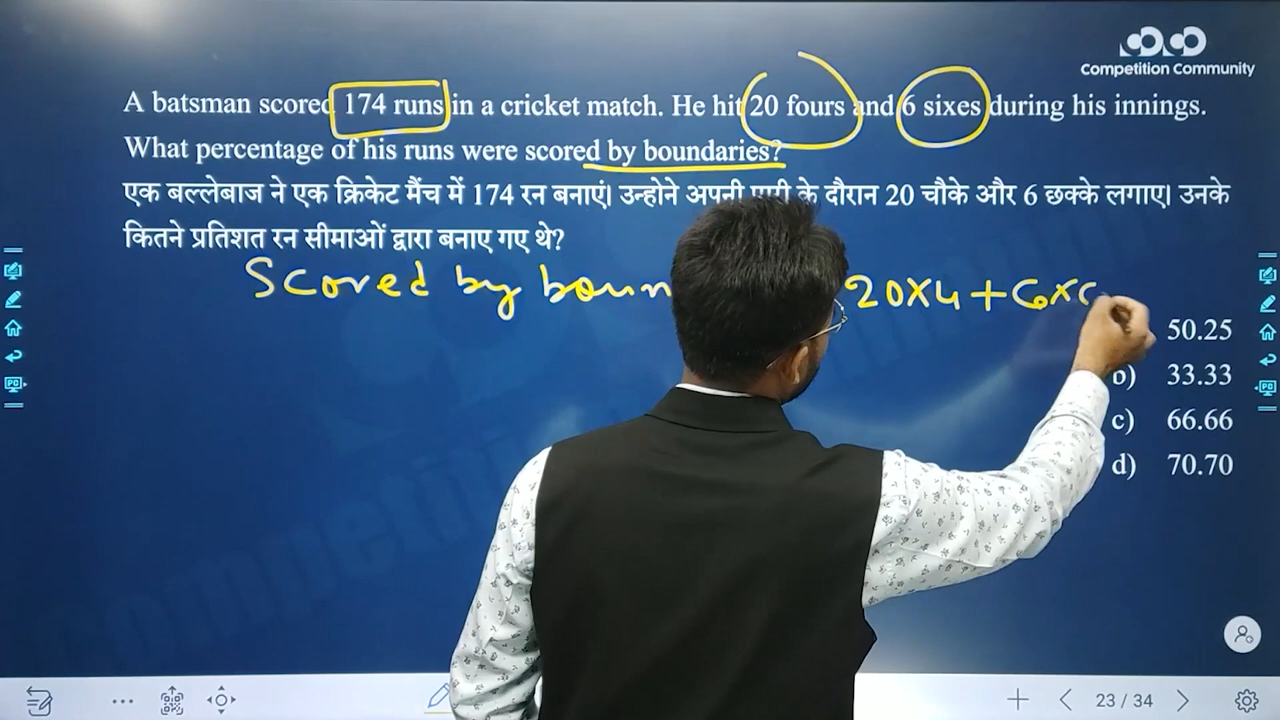 Competition Community
A batsman scored 174 runs in a cricket match. He hit 20 fours and 6 sixes during his innings.
What percentage of his runs were scored by boundaries?
एक बल्लेबाज ने एक क्रिकेट मैंच में 174 रन बनाएं। उन्होने अपनी के दौरान 20 चौके और 6 छक्के लगाए। उनके
कितने प्रतिशत रन सीमाओं द्वारा बनाए गए थे?
Scored by 20x4 + 6x
50.25
b) 33.33
c) 66.66
d) 70.70
23 / 34